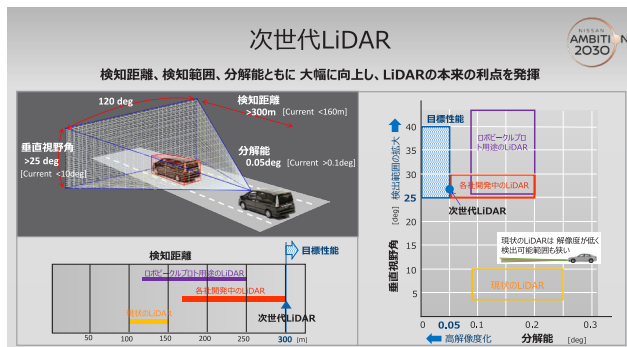 次世代LiDAR
NISSAN
AMBITION
2030
検知距離、検知範囲、分解能ともに 大幅に向上し、LiDARの本来の利点を発揮
120 deg
検知距離
>300m [Current <160m]
垂直視野角
>25 deg
[Current <10deg]
分解能
0.05deg [Current >0.1deg]
検知距離
目標性能
ロボビークルプロト用途のLiDAR
各社開発中のLiDAR
現状のLiDAR
次世代LiDAR
50 100 150 200 250 300 (m)
目標性能
ロボビークルプロ
ト用途のLiDAR
各社開発中のLiDAR
次世代LiDAR
現状のLiDARは 解像度が低く
検出可能範囲も狭い
現状のLiDAR
垂直視野角 [deg] 検出範囲の拡大
40
35
30
25
20
15
10
5
0 0.05 0.1 0.2 0.3
高解像度化 分解能 [deg]